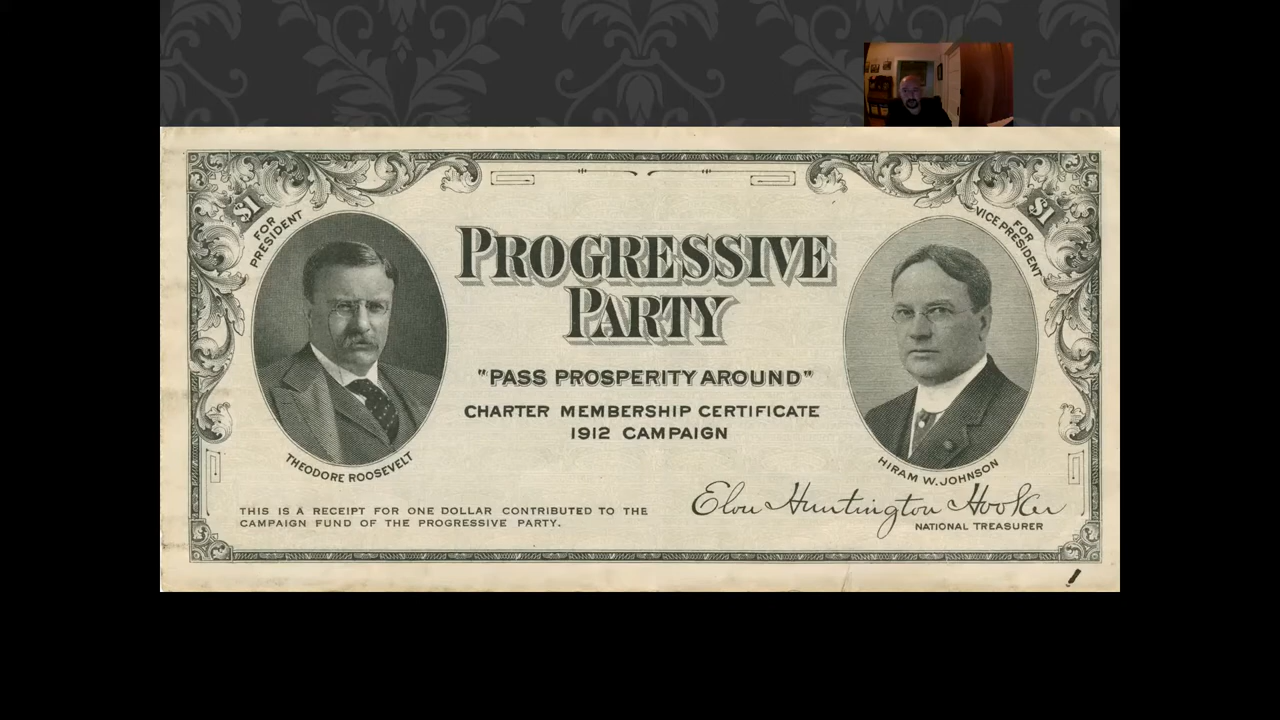 $1
FOR
PRESIDENT
$1
FOR
VICE PRESIDENT
PROGRESSIVE
PARTY
"PASS PROSPERITY AROUND"
CHARTER MEMBERSHIP CERTIFICATE
1912 CAMPAIGN
THEODORE ROOSEVELT
HIRAM W. JOHNSON
THIS IS A RECEIPT FOR ONE DOLLAR CONTRIBUTED TO THE
CAMPAIGN FUND OF THE PROGRESSIVE PARTY.
Elon Huntington Hooker
NATIONAL TREASURER